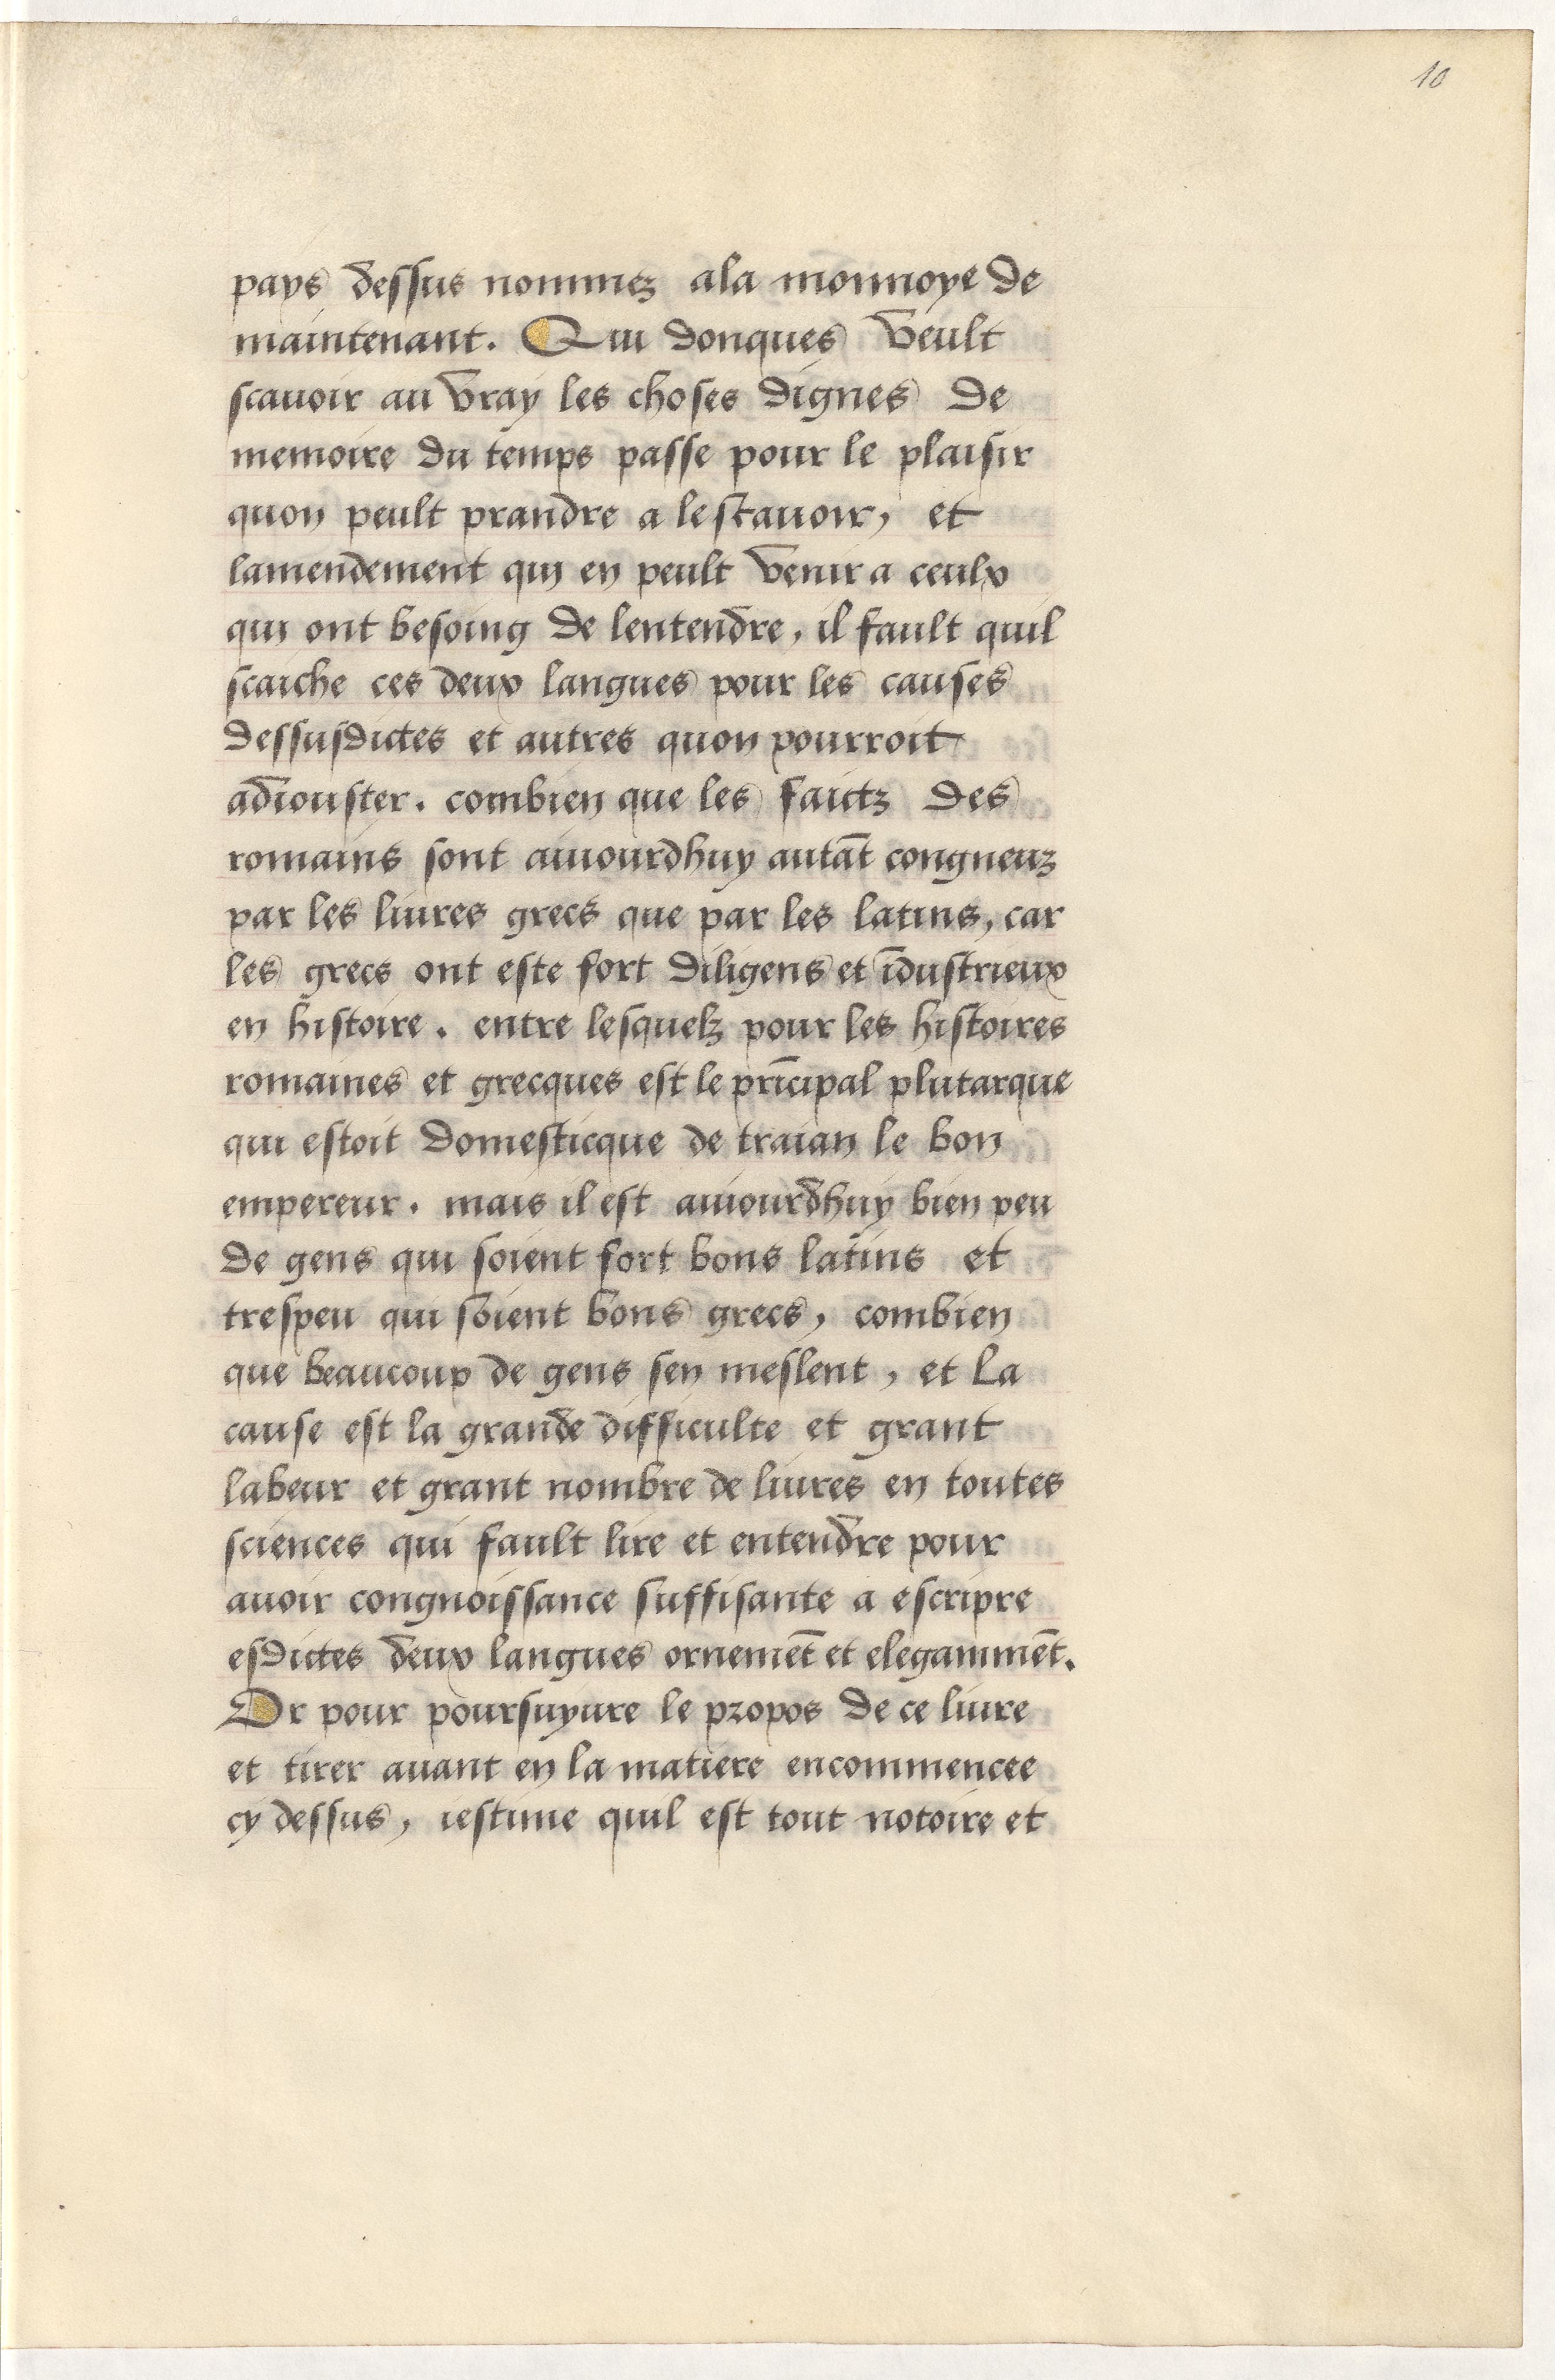 10
pays dessus nommez ala monnoye de
maintenant. Qui donques veult
scauoir au vray les choses dignes de
memoire du temps passe pour le plaisir
quon peult prandre a le scauoir, et
lamendement qui en peult venir a ceulx
qui ont besoing de lentendre, il fault quil
scaiche ces deux langues pour les causes
dessusdictes et autres quon pourroit
adiouster. combien que les faictz des
romains sont auiourdhuy autāt congneuz
par les liures grecs que par les latins, car
les grecs ont este fort diligens et īdustrieux
en histoire. entre lesquelz pour les histoires
romaines et grecques est le prīcipal plutarque
qui estoit domesticque de traian le bon
empereur. mais il est auiourdhuy bien peu
de gens qui soient fort bons latins et
trespeu qui soient bons grecs, combien
que beaucoup de gens sen meslent, et la
cause est la grande difficulte et grant
labeur et grant nombre de liures en toutes
sciences qui fault lire et entendre pour
auoir congnoissance suffisante a escripre
esdictes deux langues ornemēt et elegammēt.
Or pour poursuyure le propos de ce liure
et tirer auant en la matiere encommencee
cy dessus, iestime quil est tout notoire et